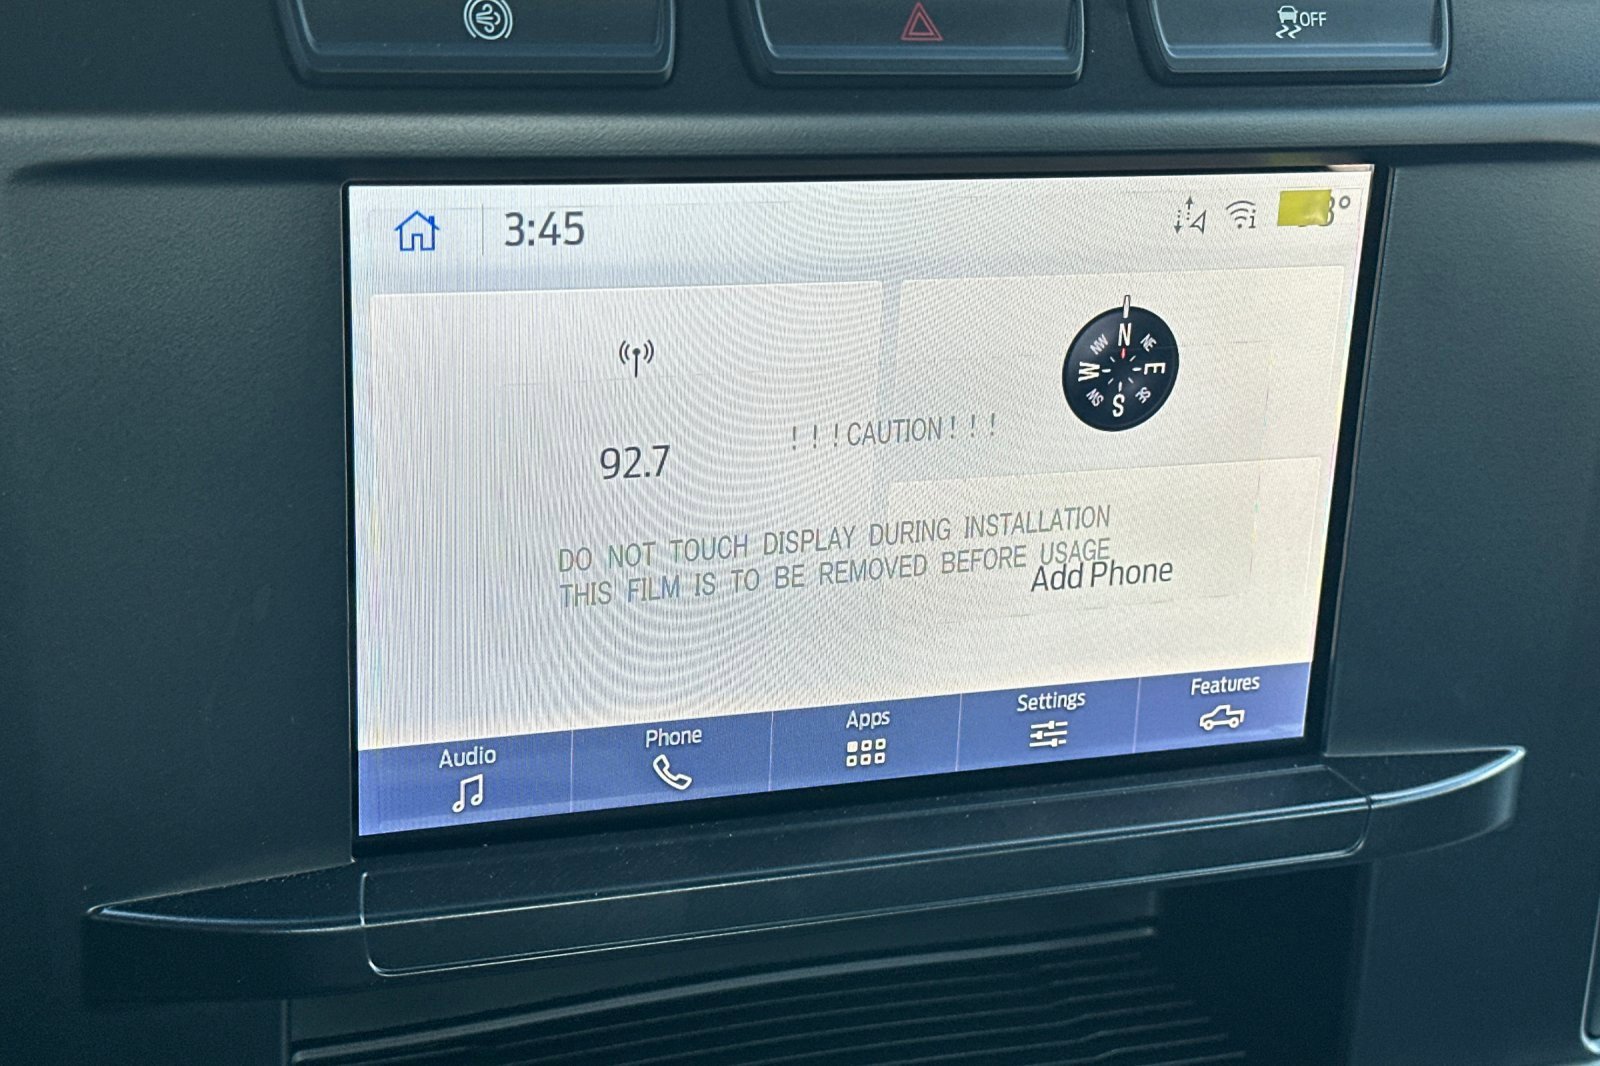 OFF
3:45
8°
N
NW NE
W E
SW SE
S
92.7
! ! ! CAUTION ! ! !
DO NOT TOUCH DISPLAY DURING INSTALLATION
THIS FILM IS TO BE REMOVED BEFORE USAGE
Add Phone
Audio
Phone
Apps
Settings
Features